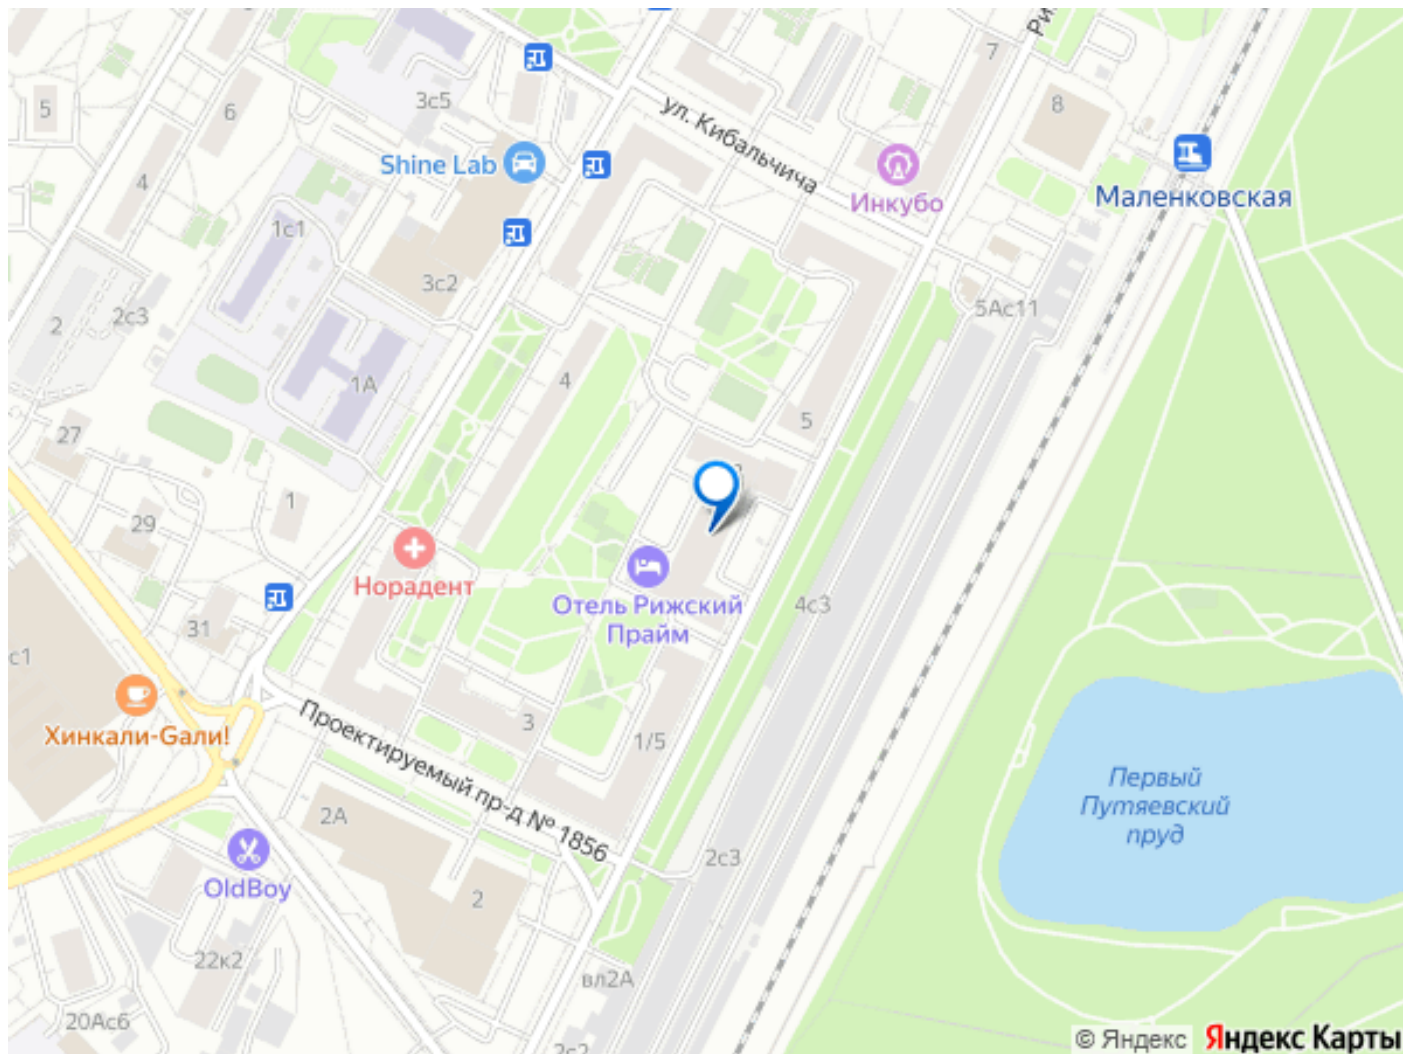 5
6
3с5
7
8
ул. Кибальчича
Shine Lab
4
Инкубо
Маленковская
1с1
3с2
2
2с3
5Ас11
1А
4
5
27
1
29
Норадент
Отель Рижский
Прайм
4с3
31
с1
Хинкали-Gали!
3
1/5
Проектируемый пр-д № 1856
Первый
Путяевский
пруд
2А
2с3
OldBoy
2
22к2
вл2А
20Ас6
2с2
© Яндекс
Яндекс Карты